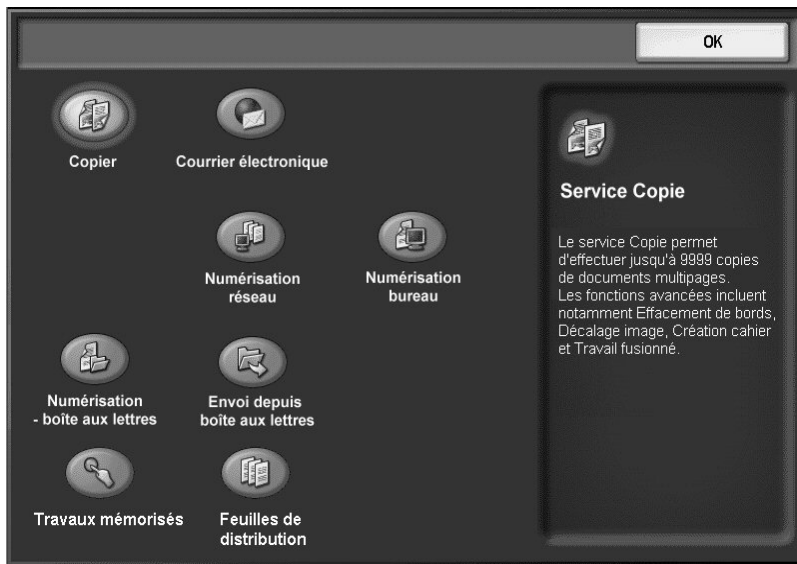 OK
Copier
Courrier électronique
Numérisation
réseau
Numérisation
bureau
Numérisation
- boîte aux lettres
Envoi depuis
boîte aux lettres
Travaux mémorisés
Feuilles de
distribution
Service Copie
Le service Copie permet
d'effectuer jusqu'à 9999 copies
de documents multipages.
Les fonctions avancées incluent
notamment Effacement de bords,
Décalage image, Création cahier
et Travail fusionné.